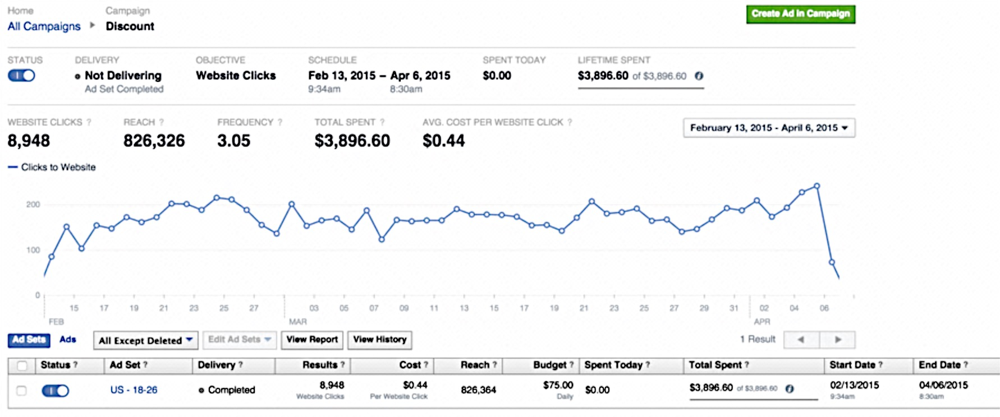 Home Campaign
All Campaigns Discount
Create Ad in Campaign
STATUS DELIVERY OBJECTIVE SCHEDULE SPENT TODAY LIFETIME SPENT
Not Delivering Website Clicks Feb 13, 2015 – Apr 6, 2015 $0.00 $3,896.60 of $3,896.60
Ad Set Completed 9:34am 8:30am
WEBSITE CLICKS ? REACH ? FREQUENCY ? TOTAL SPENT ? AVG. COST PER WEBSITE CLICK ?
8,948 826,326 3.05 $3,896.60 $0.44
February 13, 2015 - April 6, 2015
Clicks to Website
200
100
0
15 17 19 21 23 25 27 03 05 07 09 11 13 15 17 19 21 23 25 27 29 31 02 04 06
FEB MAR APR
Ad Sets Ads All Except Deleted Edit Ad Sets View Report View History 1 Result
Status ? Ad Set ? Delivery ? Results ? Cost ? Reach ? Budget ? Spent Today ? Total Spent ? Start Date ? End Date ?
US - 18-26 Completed 8,948 $0.44 826,364 $75.00 $0.00 $3,896.60 of $3,896.60 02/13/2015 04/06/2015
Website Clicks Per Website Click Daily 9:34am 8:30am